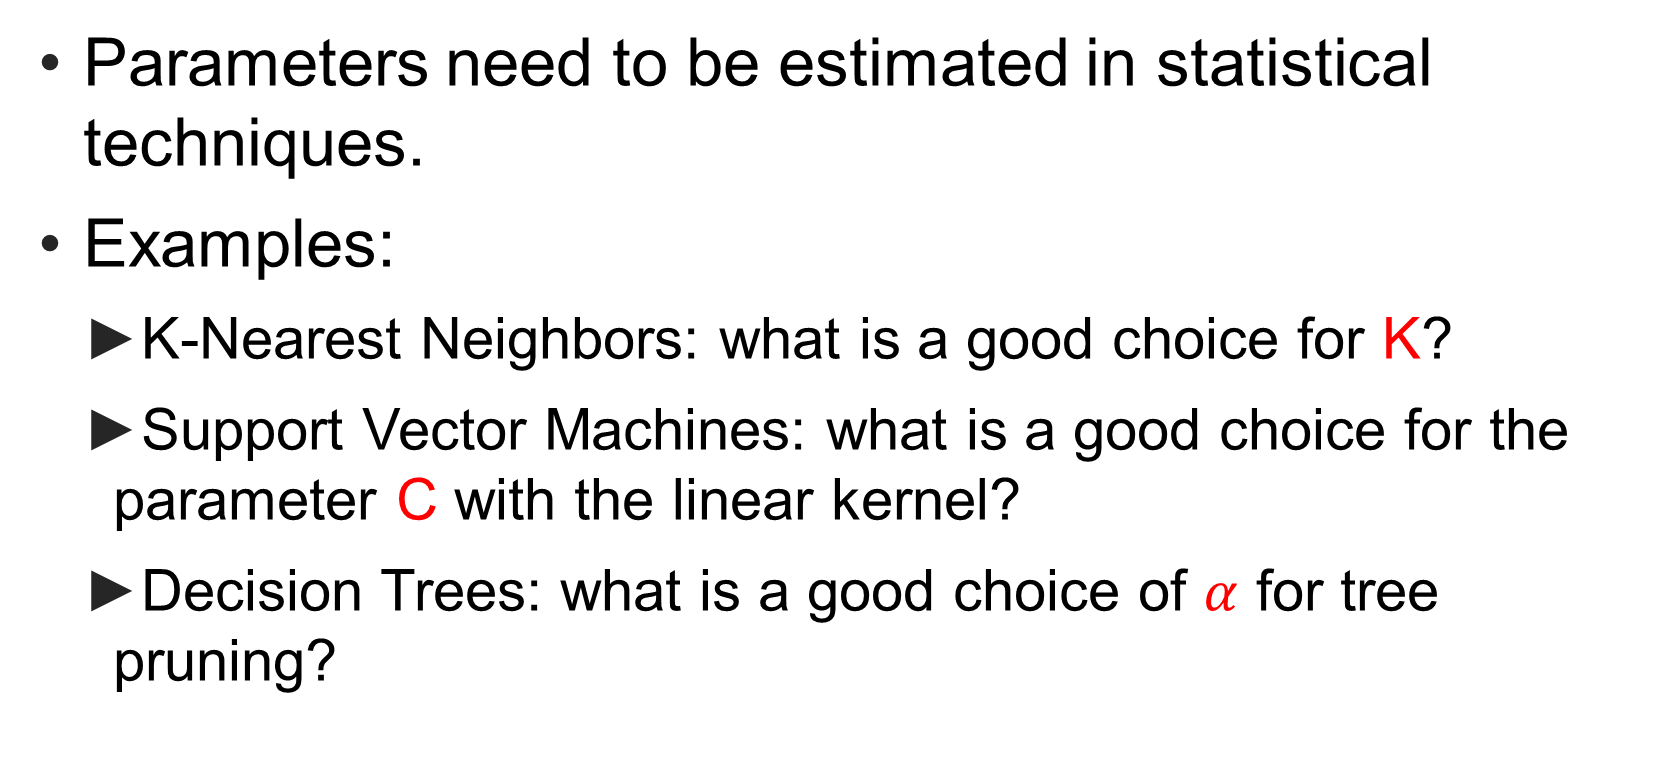 • Parameters need to be estimated in statistical
techniques.
• Examples:
►K-Nearest Neighbors: what is a good choice for K?
►Support Vector Machines: what is a good choice for the
parameter C with the linear kernel?
►Decision Trees: what is a good choice of α for tree
pruning?